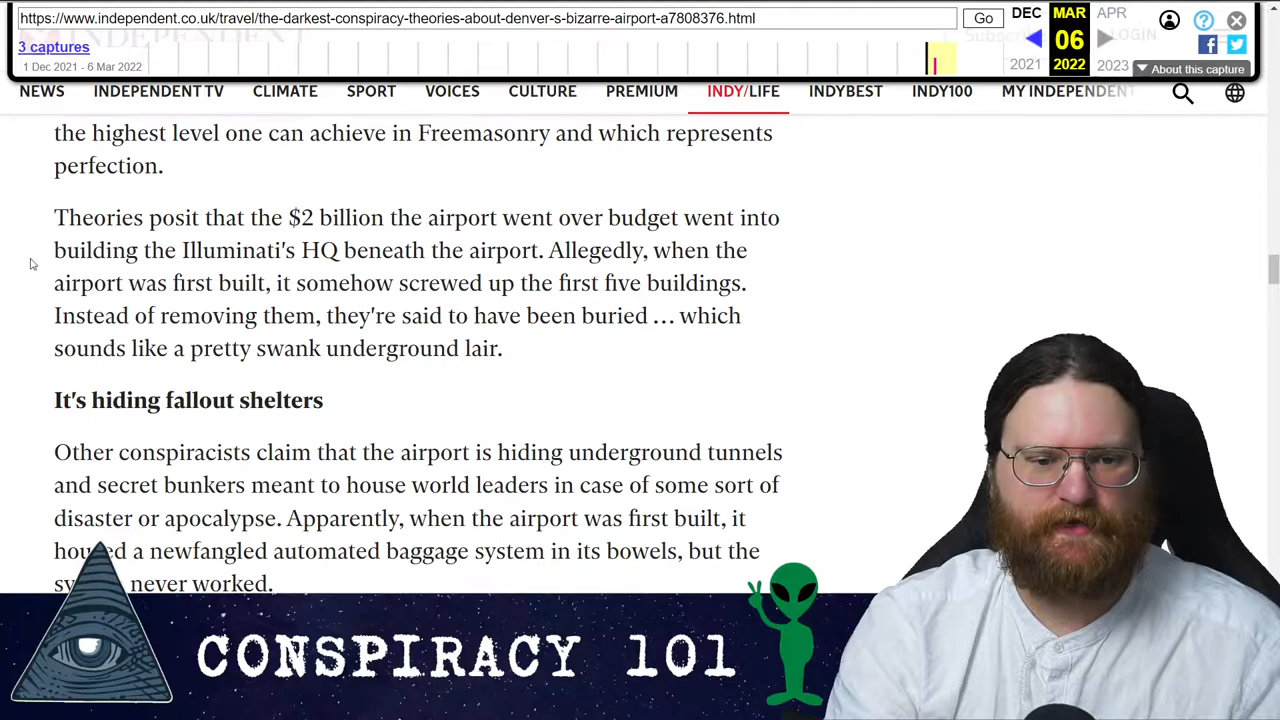 https://www.independent.co.uk/travel/the-darkest-conspiracy-theories-about-denver-s-bizarre-airport-a7808376.html
Go
DEC
MAR
APR
3 captures
06
LOGIN
1 Dec 2021 - 6 Mar 2022
2021
2022
2023
About this capture
NEWS
INDEPENDENT TV
CLIMATE
SPORT
VOICES
CULTURE
PREMIUM
INDY/LIFE
INDYBEST
INDY100
MY INDEPENDENT
the highest level one can achieve in Freemasonry and which represents
perfection.
Theories posit that the $2 billion the airport went over budget went into
building the Illuminati's HQ beneath the airport. Allegedly, when the
airport was first built, it somehow screwed up the first five buildings.
Instead of removing them, they're said to have been buried … which
sounds like a pretty swank underground lair.
It's hiding fallout shelters
Other conspiracists claim that the airport is hiding underground tunnels
and secret bunkers meant to house world leaders in case of some sort of
disaster or apocalypse. Apparently, when the airport was first built, it
a newfangled automated baggage system in its bowels, but the
never worked.
CONSPIRACY 101